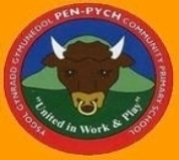 YSGOL GYNRADD GYMUNEDOL PEN-PYCH COMMUNITY PRIMARY SCHOOL
"United in Work & Play"